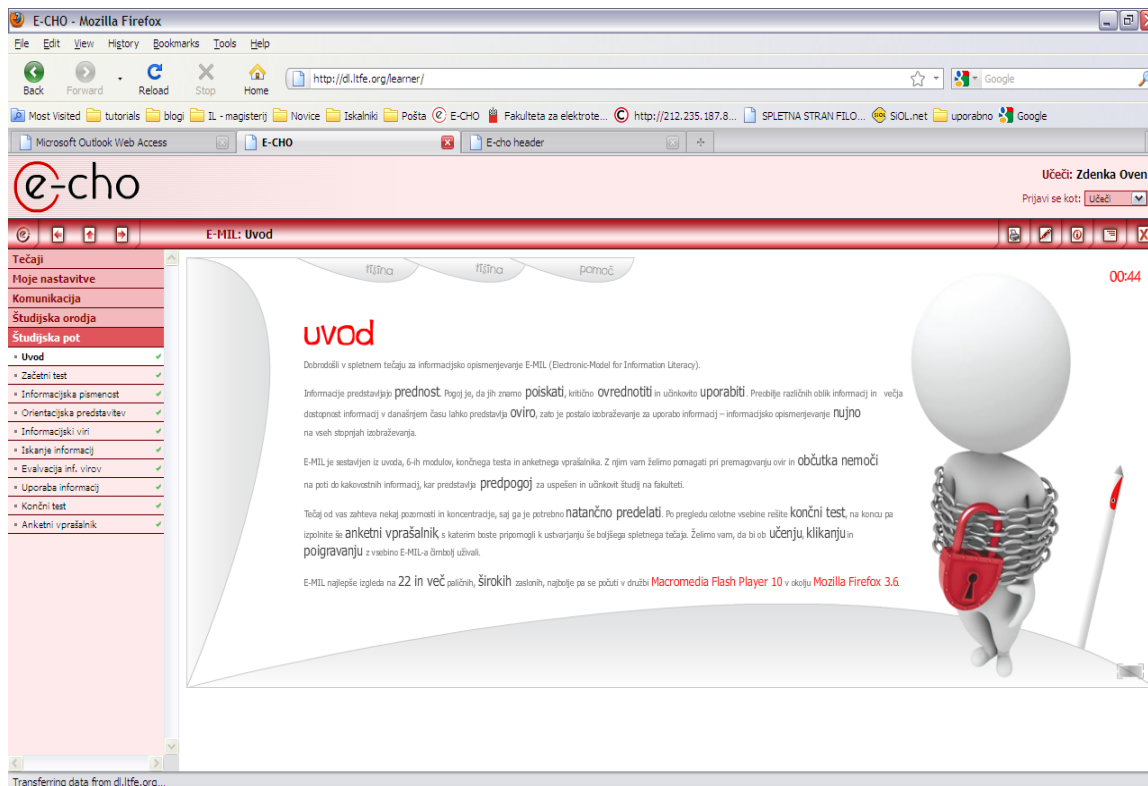 E-CHO - Mozilla Firefox
File Edit View History Bookmarks Tools Help
Back Forward Reload Stop Home http://dl.ltfe.org/learner/ Google
Most Visited tutorials blogi IL - magisterij Novice Iskalniki Pošta E-CHO Fakulteta za elektrote... http://212.235.187.8... SPLETNA STRAN FILO... SiOL.net uporabno Google
Microsoft Outlook Web Access E-CHO E-cho header
e-cho
Učeči: Zdenka Oven
Prijavi se kot: Učeči
E-MIL: Uvod
Tečaji
Moje nastavitve
Komunikacija
Študijska orodja
Študijska pot
Uvod
Začetni test
Informacijska pismenost
Orientacijska predstavitev
Informacijski viri
Iskanje informacij
Evalvacija inf. virov
Uporaba informacij
Končni test
Anketni vprašalnik
tišina tišina pomoč
00:44
uvod
Dobrodošli v spletnem tečaju za informacijsko opismenjevanje E-MIL (Electronic-Model for Information Literacy).
Informacije predstavljajo prednost. Pogoj je, da jih znamo poiskati, kritično ovrednotiti in učinkovito uporabiti. Preobilje različnih oblik informacij in večja
dostopnost informacij v današnjem času lahko predstavlja oviro, zato je postalo izobraževanje za uporabo informacij – informacijsko opismenjevanje nujno
na vseh stopnjah izobraževanja.
E-MIL je sestavljen iz uvoda, 6-ih modulov, končnega testa in anketnega vprašalnika. Z njim vam želimo pomagati pri premagovanju ovir in občutka nemoči
na poti do kakovostnih informacij, kar predstavlja predpogoj za uspešen in učinkovit študij na fakulteti.
Tečaj od vas zahteva nekaj pozornosti in koncentracije, saj ga je potrebno natančno predelati. Po pregledu celotne vsebine rešite končni test, na koncu pa
izpolnite še anketni vprašalnik, s katerim boste pripomogli k ustvarjanju še boljšega spletnega tečaja. Želimo vam, da bi ob učenju, klikanju in
poigravanju z vsebino E-MIL-a čimbolj uživali.
E-MIL najlepše izgleda na 22 in več paličnih, širokih zaslonih, najbolje pa se počuti v družbi Macromedia Flash Player 10 v okolju Mozilla Firefox 3.6.
Transferring data from dl.ltfe.org...